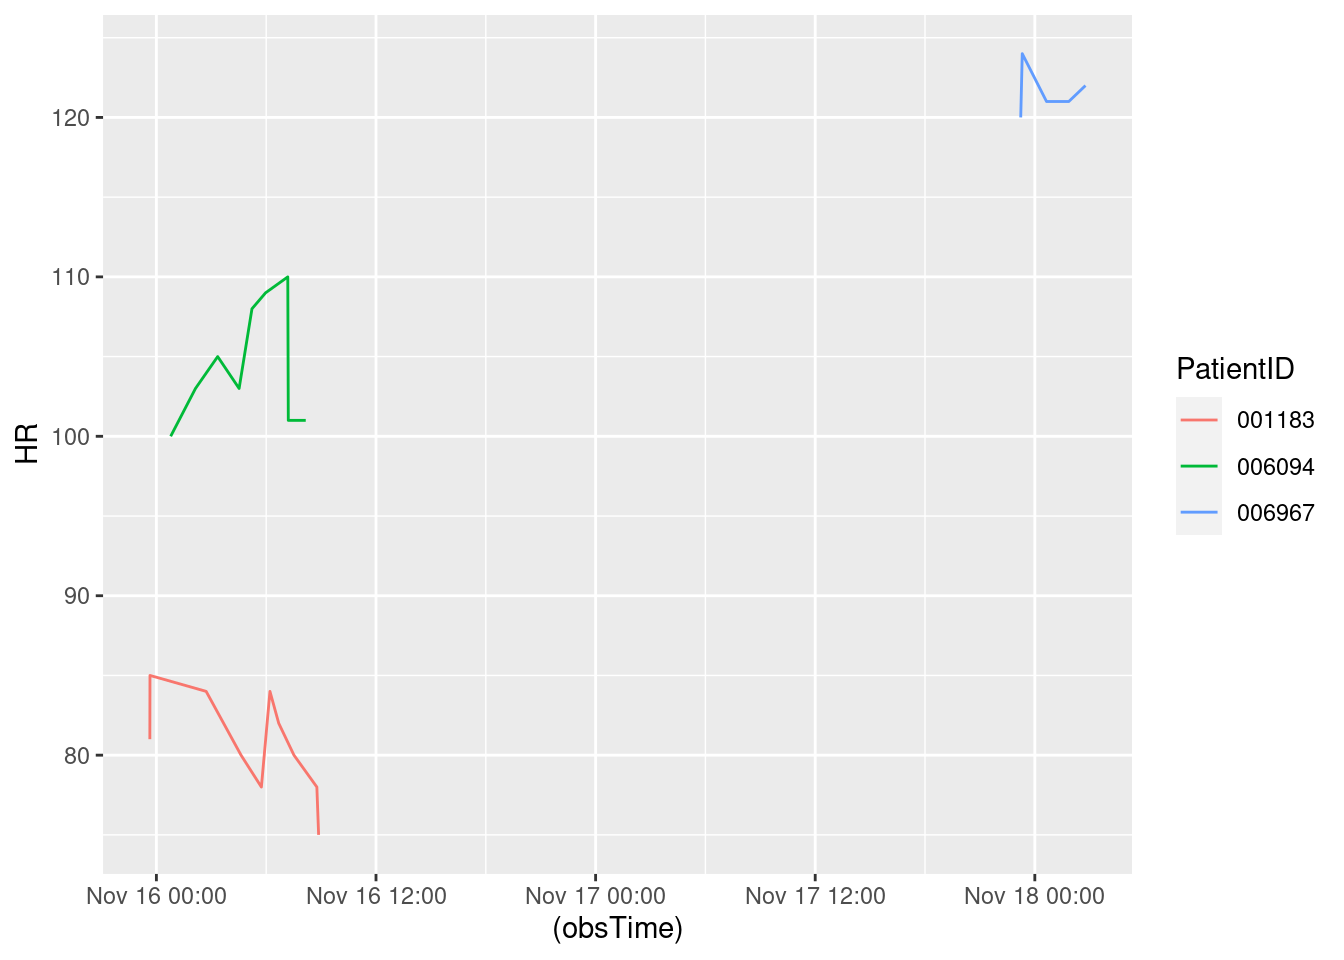 120
110
100
90
80
HR
Nov 16 00:00
Nov 16 12:00
Nov 17 00:00
Nov 17 12:00
Nov 18 00:00
(obsTime)
PatientID
001183
006094
006967